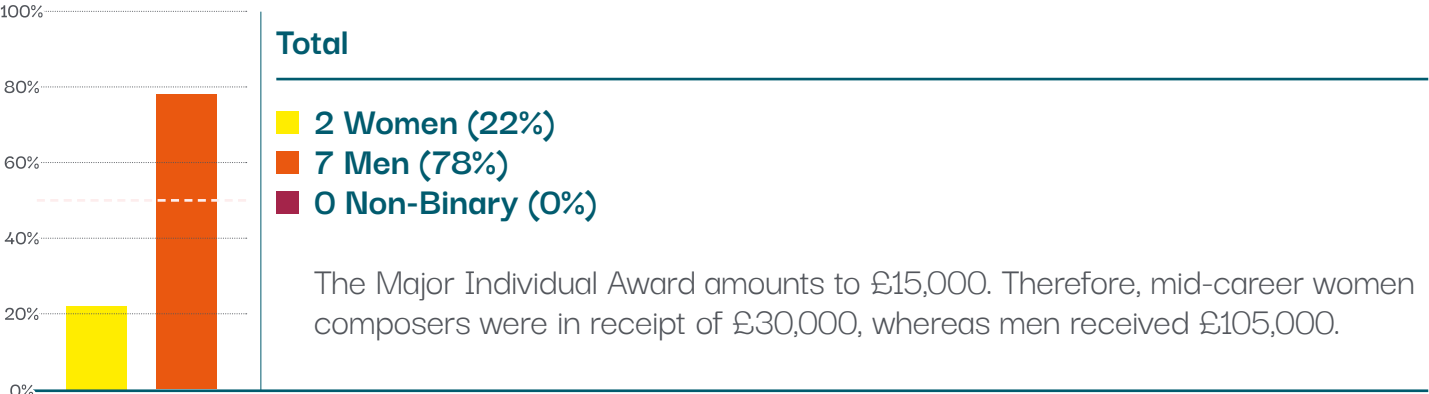 100%
80%
60%
40%
20%
0%
Total
2 Women (22%)
7 Men (78%)
0 Non-Binary (0%)
The Major Individual Award amounts to £15,000. Therefore, mid-career women
composers were in receipt of £30,000, whereas men received £105,000.